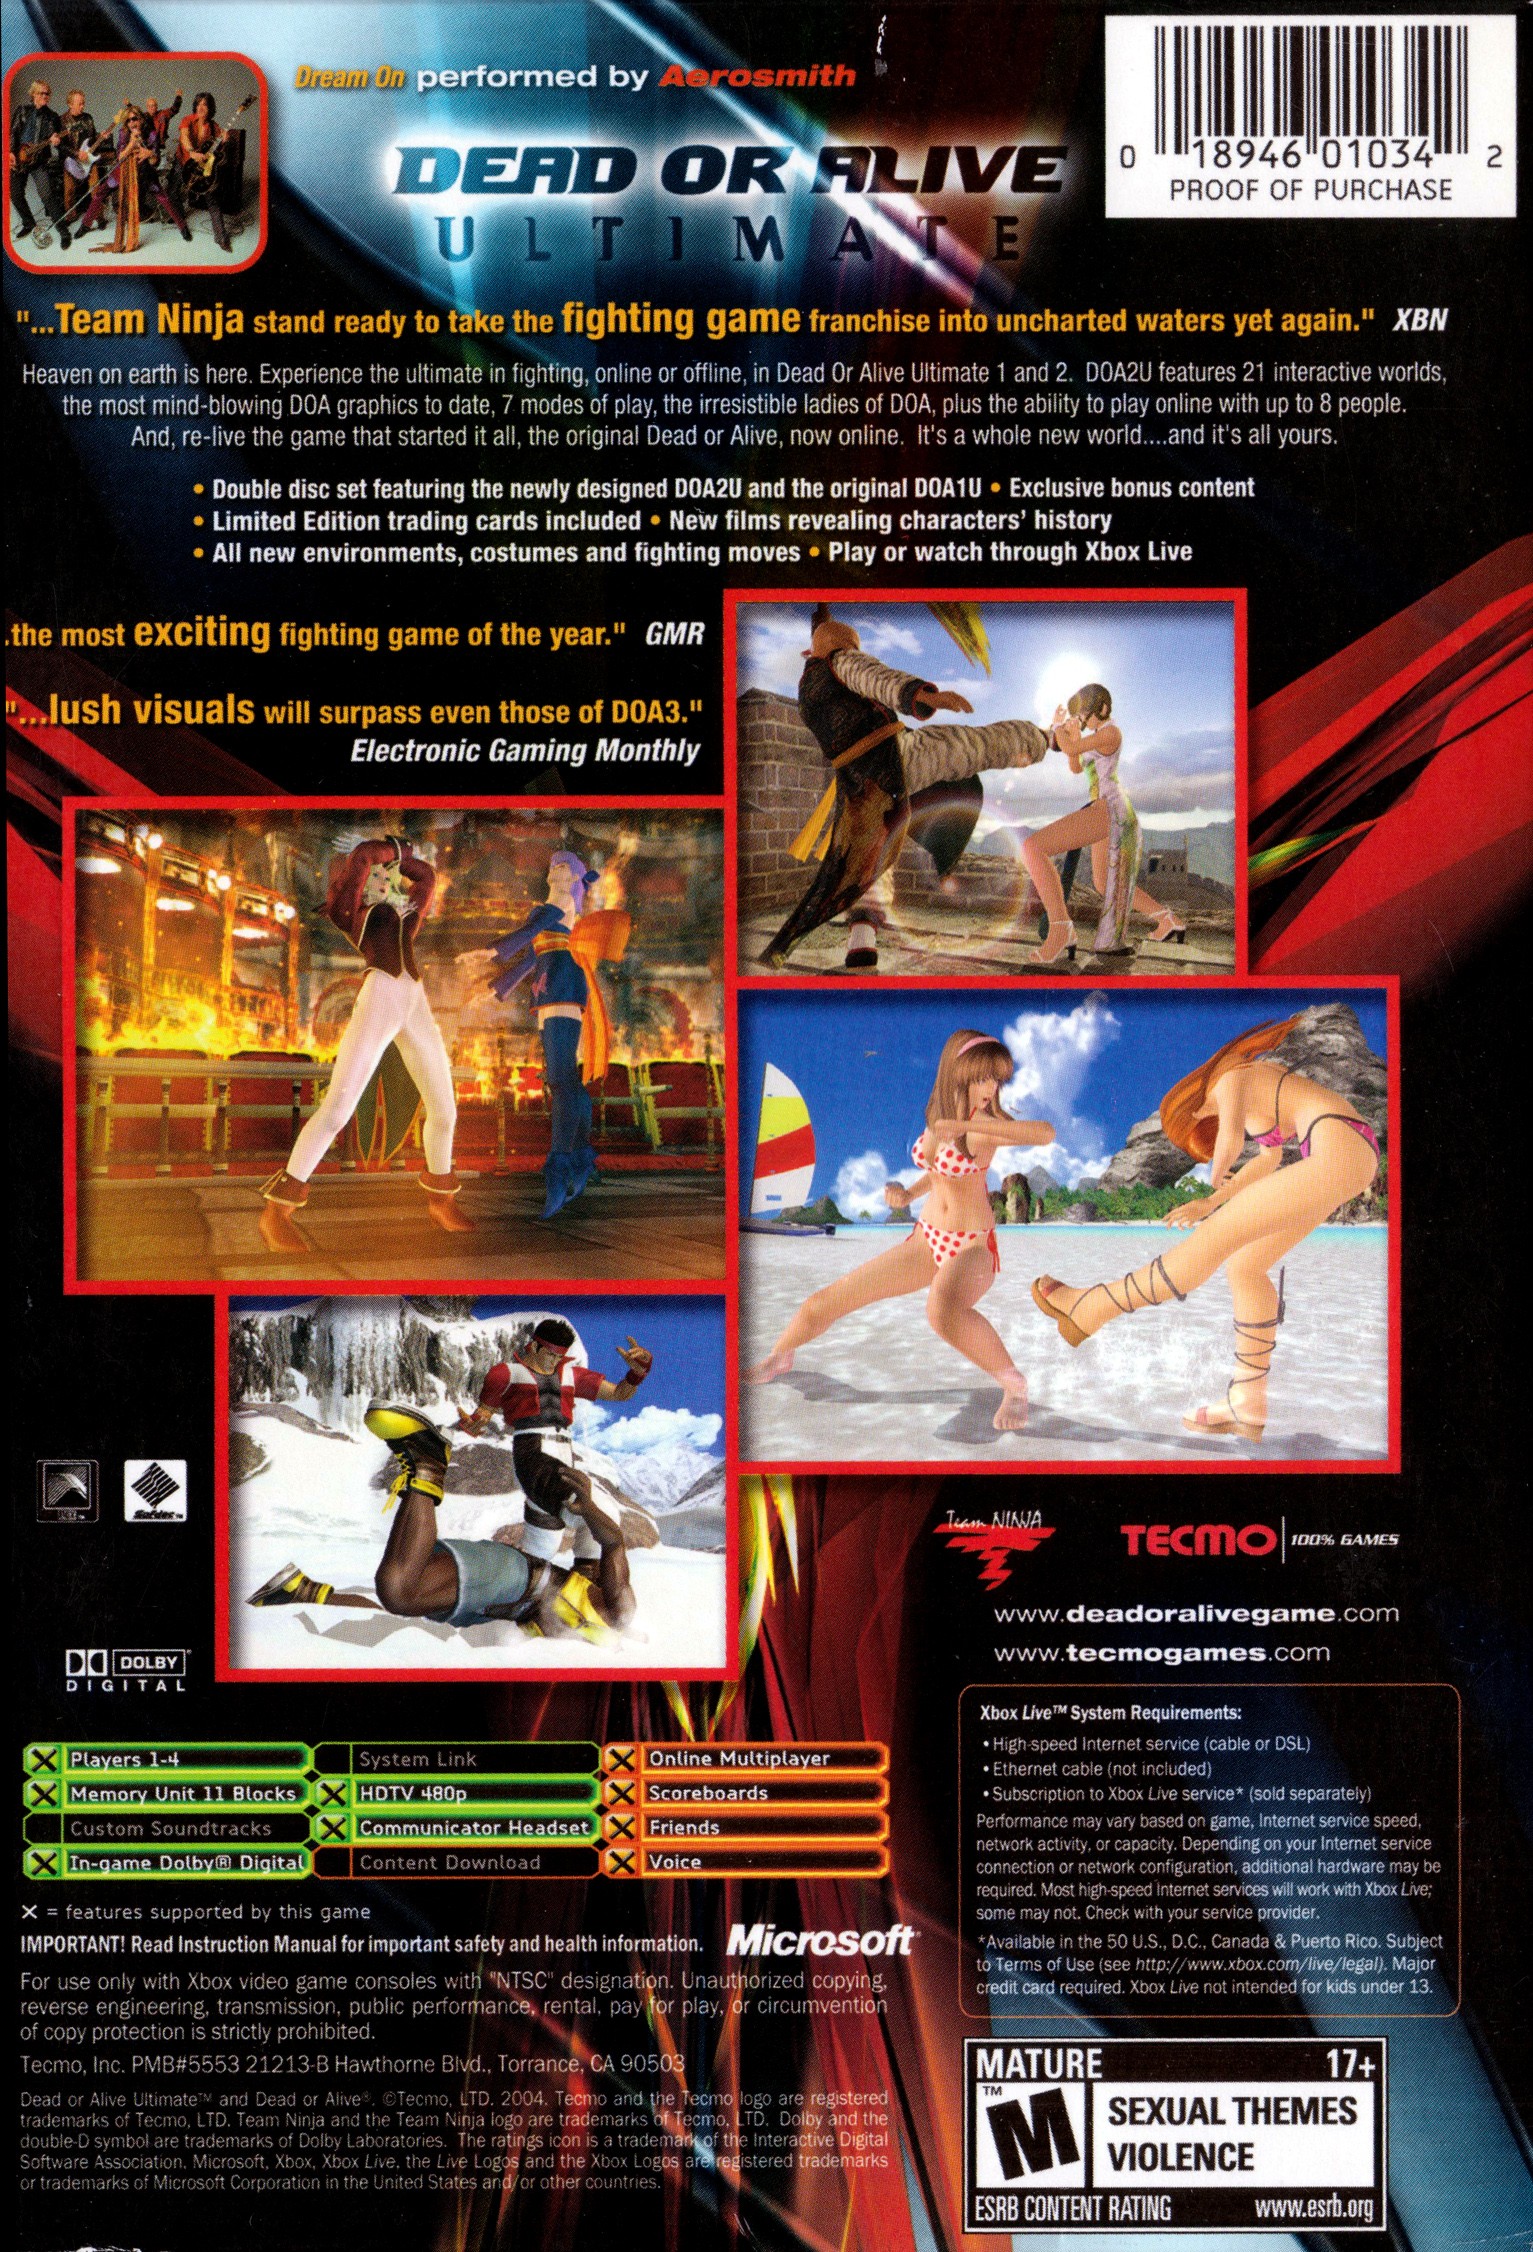 Dream On performed by Aerosmith
0 18946 01034 2
PROOF OF PURCHASE
DEAD OR ALIVE
ULTIMATE
"...Team Ninja stand ready to take the fighting game franchise into uncharted waters yet again." XBN
Heaven on earth is here. Experience the ultimate in fighting, online or offline, in Dead Or Alive Ultimate 1 and 2. DOA2U features 21 interactive worlds,
the most mind-blowing DOA graphics to date, 7 modes of play, the irresistible ladies of DOA, plus the ability to play online with up to 8 people.
And, re-live the game that started it all, the original Dead or Alive, now online. It's a whole new world....and it's all yours.
• Double disc set featuring the newly designed DOA2U and the original DOA1U • Exclusive bonus content
• Limited Edition trading cards included • New films revealing characters' history
• All new environments, costumes and fighting moves • Play or watch through Xbox Live
.the most exciting fighting game of the year." GMR
"...lush visuals will surpass even those of DOA3."
Electronic Gaming Monthly
Sofdec™
Team NINJA
TECMO 100% GAMES
www.deadoralivegame.com
www.tecmogames.com
DOLBY
DIGITAL
Xbox Live™ System Requirements:
• High-speed Internet service (cable or DSL)
• Ethernet cable (not included)
• Subscription to Xbox Live service* (sold separately)
Performance may vary based on game, Internet service speed,
network activity, or capacity. Depending on your Internet service
connection or network configuration, additional hardware may be
required. Most high-speed Internet services will work with Xbox Live;
some may not. Check with your service provider.
*Available in the 50 U.S., D.C., Canada & Puerto Rico. Subject
to Terms of Use (see http://www.xbox.com/live/legal). Major
credit card required. Xbox Live not intended for kids under 13.
Players 1-4 System Link Online Multiplayer
Memory Unit 11 Blocks HDTV 480p Scoreboards
Custom Soundtracks Communicator Headset Friends
In-game Dolby® Digital Content Download Voice
X = features supported by this game
IMPORTANT! Read Instruction Manual for important safety and health information. Microsoft
For use only with Xbox video game consoles with "NTSC" designation. Unauthorized copying,
reverse engineering, transmission, public performance, rental, pay for play, or circumvention
of copy protection is strictly prohibited.
Tecmo, Inc. PMB#5553 21213-B Hawthorne Blvd., Torrance, CA 90503
Dead or Alive Ultimate™ and Dead or Alive®. ©Tecmo, LTD. 2004. Tecmo and the Tecmo logo are registered
trademarks of Tecmo, LTD. Team Ninja and the Team Ninja logo are trademarks of Tecmo, LTD. Dolby and the
double-D symbol are trademarks of Dolby Laboratories. The ratings icon is a trademark of the Interactive Digital
Software Association. Microsoft, Xbox, Xbox Live, the Live Logos and the Xbox Logos are registered trademarks
or trademarks of Microsoft Corporation in the United States and/or other countries.
MATURE 17+
M™
SEXUAL THEMES
VIOLENCE
ESRB CONTENT RATING www.esrb.org